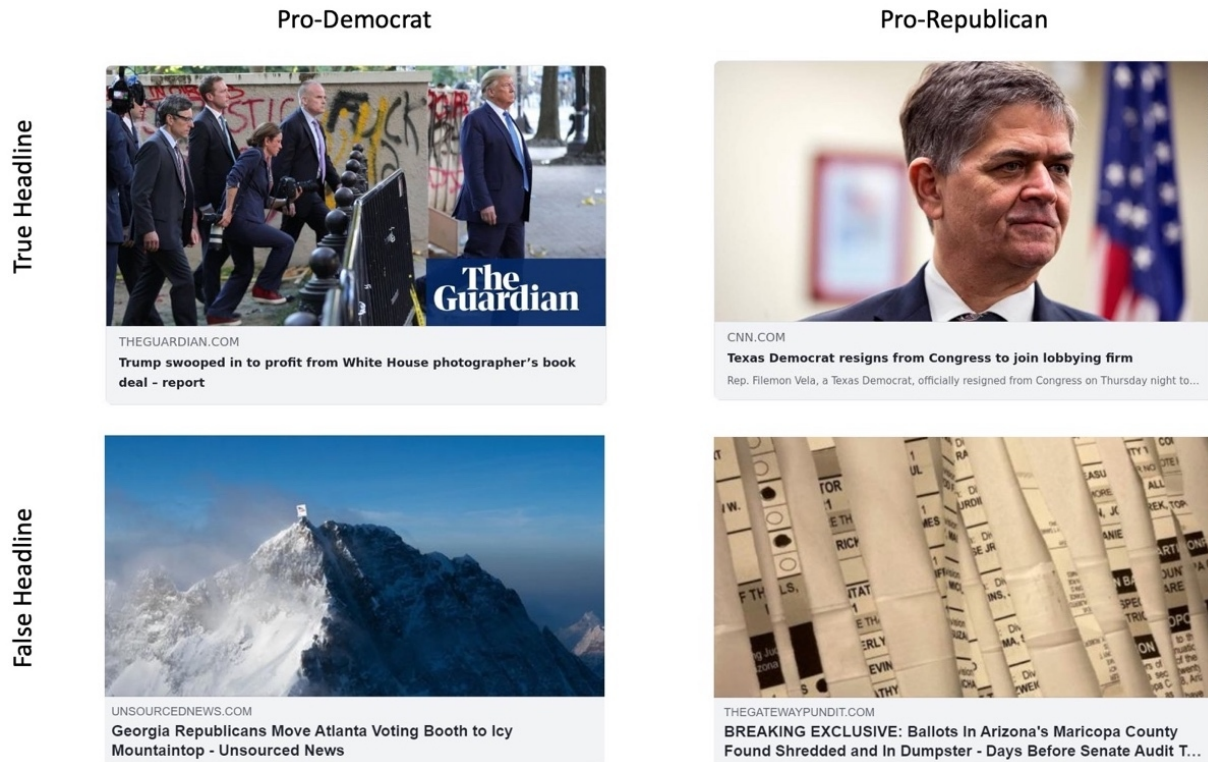 Pro-Democrat
Pro-Republican
True Headline
The
Guardian
THEGUARDIAN.COM
Trump swooped in to profit from White House photographer’s book
deal – report
CNN.COM
Texas Democrat resigns from Congress to join lobbying firm
Rep. Filemon Vela, a Texas Democrat, officially resigned from Congress on Thursday night to...
False Headline
UNSOURCEDNEWS.COM
Georgia Republicans Move Atlanta Voting Booth to Icy
Mountaintop - Unsourced News
THEGATEWAYPUNDIT.COM
BREAKING EXCLUSIVE: Ballots In Arizona's Maricopa County
Found Shredded and In Dumpster - Days Before Senate Audit T...